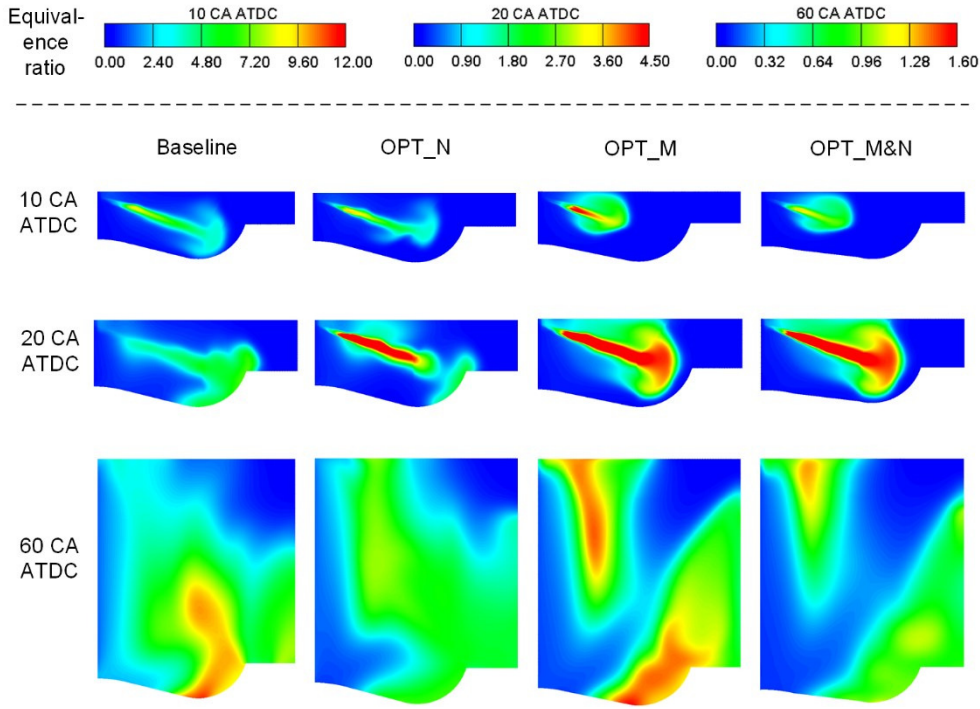 Equival-
ence
ratio
10 CA ATDC
0.00 2.40 4.80 7.20 9.60 12.00
20 CA ATDC
0.00 0.90 1.80 2.70 3.60 4.50
60 CA ATDC
0.00 0.32 0.64 0.96 1.28 1.60
Baseline OPT_N OPT_M OPT_M&N
10 CA
ATDC
20 CA
ATDC
60 CA
ATDC